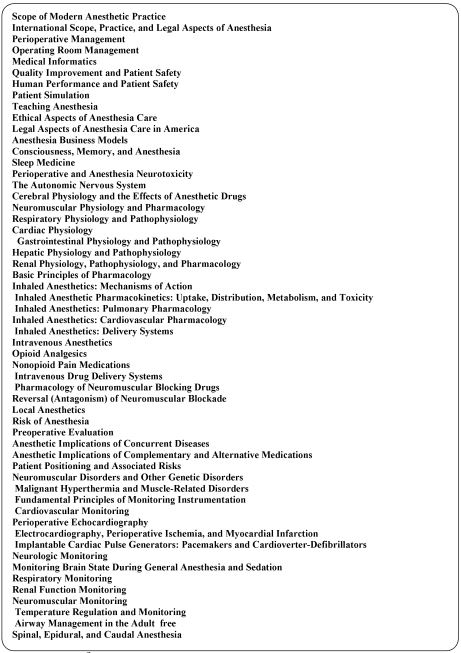 Scope of Modern Anesthetic Practice
International Scope, Practice, and Legal Aspects of Anesthesia
Perioperative Management
Operating Room Management
Medical Informatics
Quality Improvement and Patient Safety
Human Performance and Patient Safety
Patient Simulation
Teaching Anesthesia
Ethical Aspects of Anesthesia Care
Legal Aspects of Anesthesia Care in America
Anesthesia Business Models
Consciousness, Memory, and Anesthesia
Sleep Medicine
Perioperative and Anesthesia Neurotoxicity
The Autonomic Nervous System
Cerebral Physiology and the Effects of Anesthetic Drugs
Neuromuscular Physiology and Pharmacology
Respiratory Physiology and Pathophysiology
Cardiac Physiology
Gastrointestinal Physiology and Pathophysiology
Hepatic Physiology and Pathophysiology
Renal Physiology, Pathophysiology, and Pharmacology
Basic Principles of Pharmacology
Inhaled Anesthetics: Mechanisms of Action
Inhaled Anesthetic Pharmacokinetics: Uptake, Distribution, Metabolism, and Toxicity
Inhaled Anesthetics: Pulmonary Pharmacology
Inhaled Anesthetics: Cardiovascular Pharmacology
Inhaled Anesthetics: Delivery Systems
Intravenous Anesthetics
Opioid Analgesics
Nonopioid Pain Medications
Intravenous Drug Delivery Systems
Pharmacology of Neuromuscular Blocking Drugs
Reversal (Antagonism) of Neuromuscular Blockade
Local Anesthetics
Risk of Anesthesia
Preoperative Evaluation
Anesthetic Implications of Concurrent Diseases
Anesthetic Implications of Complementary and Alternative Medications
Patient Positioning and Associated Risks
Neuromuscular Disorders and Other Genetic Disorders
Malignant Hyperthermia and Muscle-Related Disorders
Fundamental Principles of Monitoring Instrumentation
Cardiovascular Monitoring
Perioperative Echocardiography
Electrocardiography, Perioperative Ischemia, and Myocardial Infarction
Implantable Cardiac Pulse Generators: Pacemakers and Cardioverter-Defibrillators
Neurologic Monitoring
Monitoring Brain State During General Anesthesia and Sedation
Respiratory Monitoring
Renal Function Monitoring
Neuromuscular Monitoring
Temperature Regulation and Monitoring
Airway Management in the Adult free
Spinal, Epidural, and Caudal Anesthesia